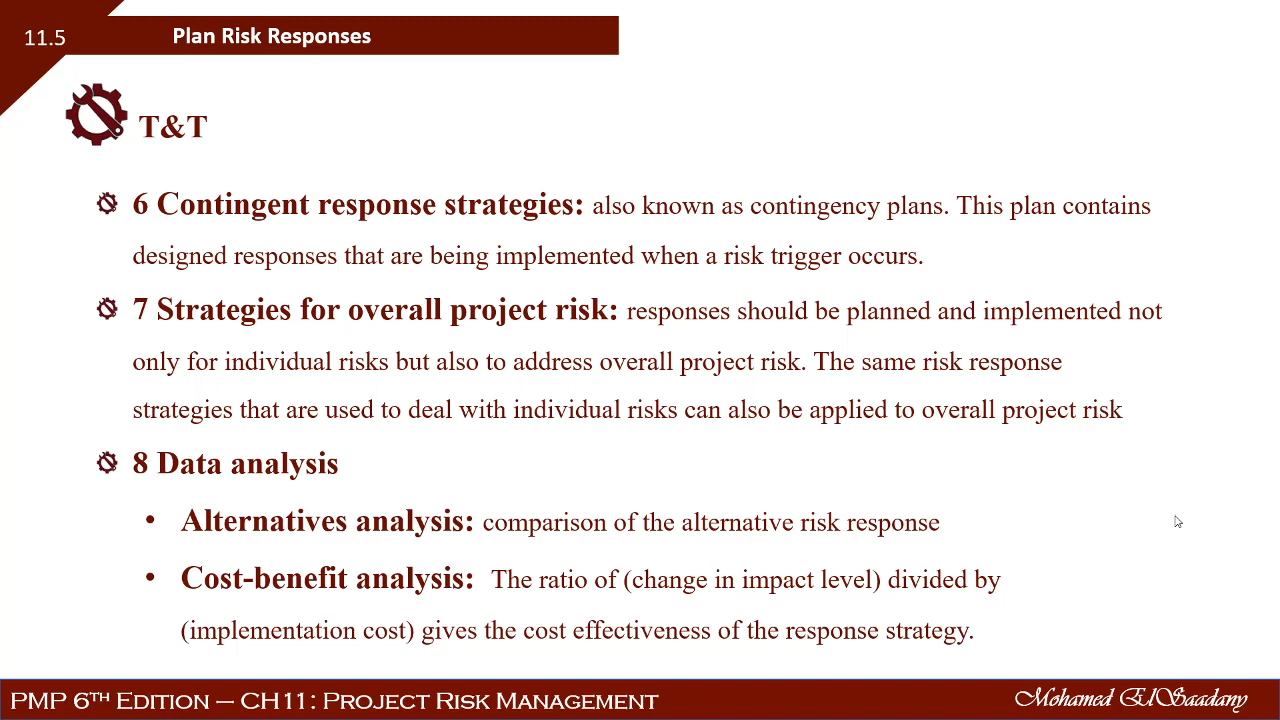 11.5
Plan Risk Responses
T&T
6 Contingent response strategies: also known as contingency plans. This plan contains
designed responses that are being implemented when a risk trigger occurs.
7 Strategies for overall project risk: responses should be planned and implemented not
only for individual risks but also to address overall project risk. The same risk response
strategies that are used to deal with individual risks can also be applied to overall project risk
8 Data analysis
• Alternatives analysis: comparison of the alternative risk response
• Cost-benefit analysis: The ratio of (change in impact level) divided by
(implementation cost) gives the cost effectiveness of the response strategy.
PMP 6TH Edition – CH11: Project Risk Management
Mohamed ElSaadany